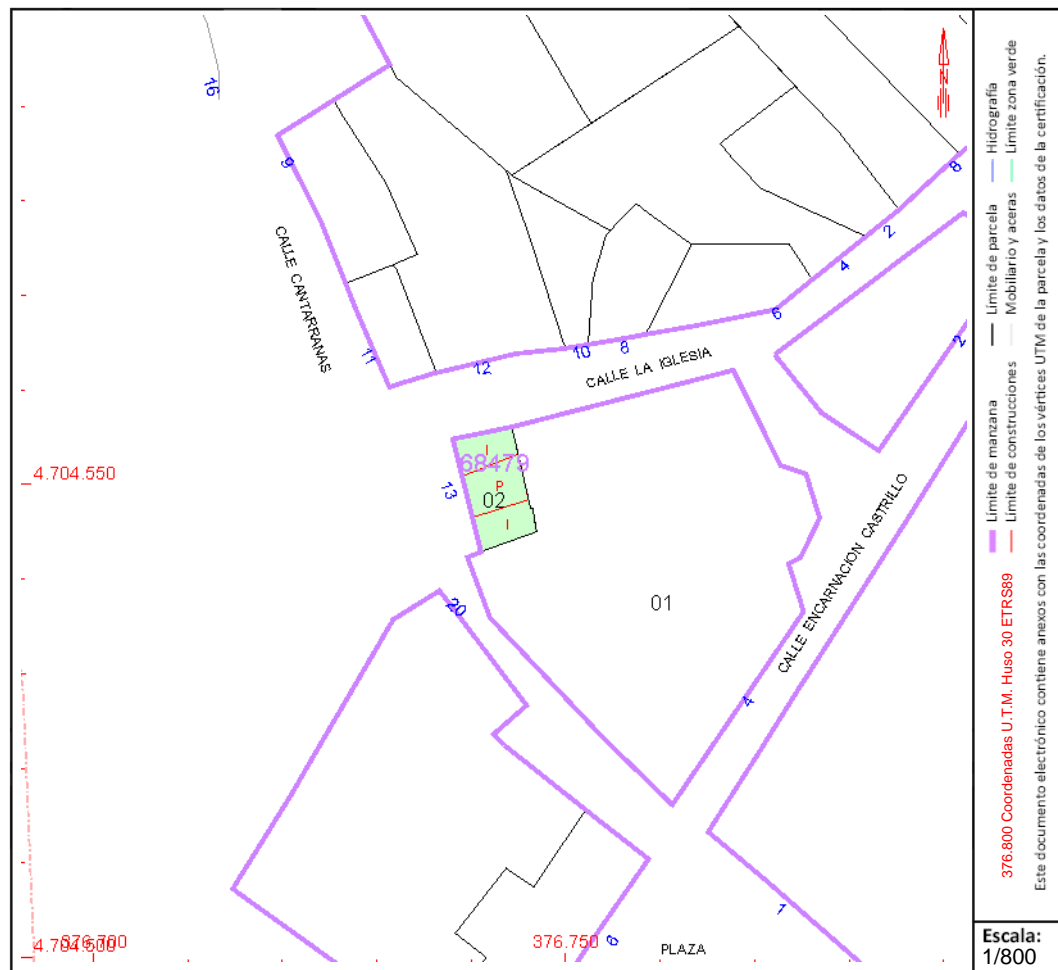 16
9
CALLE CANTARRANAS
11
12
10
8
6
4
2
8
CALLE LA IGLESIA
2
4.704.550
68479
I
P
02
I
13
20
01
CALLE ENCARNACION CASTRILLO
4
1
6
PLAZA
4.704.500
376.700
376.750
N
Límite de manzana
Límite de parcela
Hidrografía
Límite de construcciones
Mobiliario y aceras
Límite zona verde
376.800 Coordenadas U.T.M. Huso 30 ETRS89
Este documento electrónico contiene anexos con las coordenadas de los vértices UTM de la parcela y los datos de la certificación.
Escala:
1/800